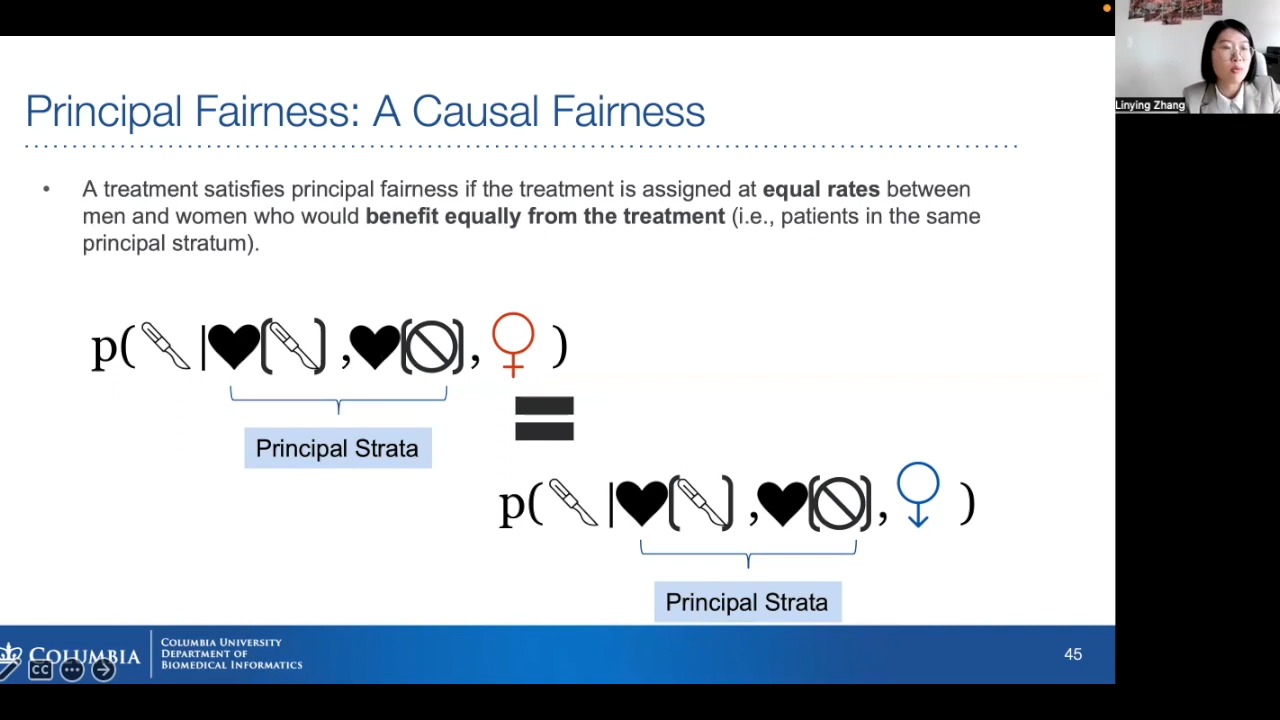 Linying Zhang
Principal Fairness: A Causal Fairness
• A treatment satisfies principal fairness if the treatment is assigned at equal rates between
men and women who would benefit equally from the treatment (i.e., patients in the same
principal stratum).
p( | ( ) , ( ) , ♀ )
Principal Strata
=
p( | ( ) , ( ) , )
Principal Strata
COLUMBIA
COLUMBIA UNIVERSITY
DEPARTMENT OF
BIOMEDICAL INFORMATICS
CC
45